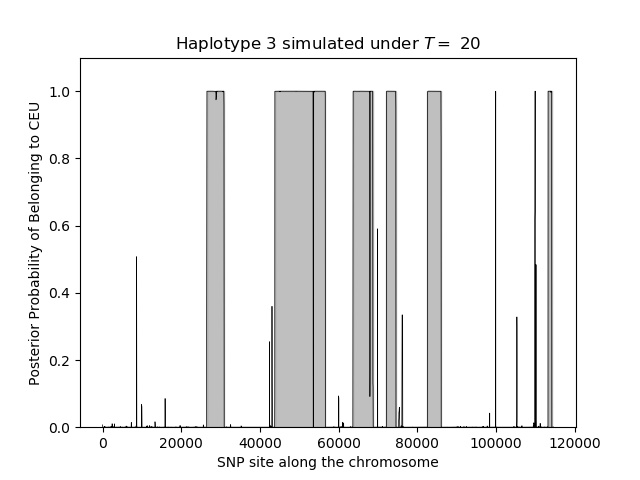 Haplotype 3 simulated under T = 20
Posterior Probability of Belonging to CEU
1.0
0.8
0.6
0.4
0.2
0.0
0 20000 40000 60000 80000 100000 120000
SNP site along the chromosome